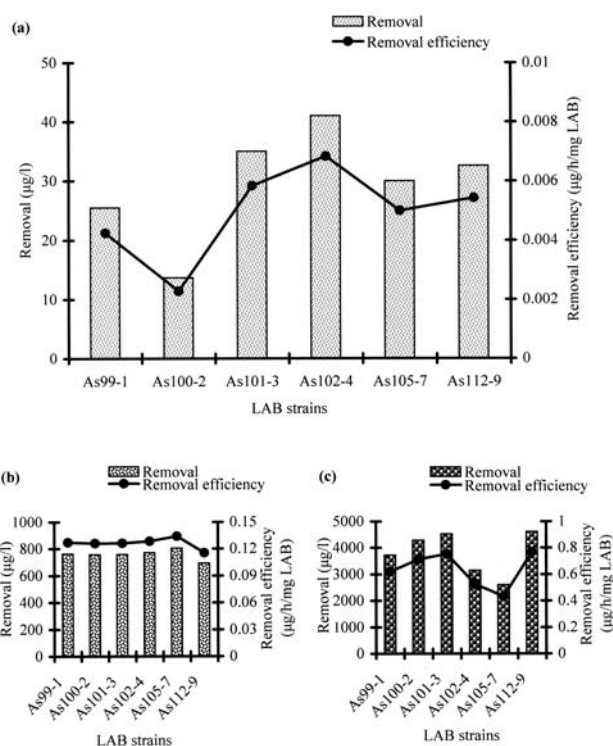 (a)
Removal
Removal efficiency
50
40
30
20
10
0
Removal (µg/l)
0.01
0.008
0.006
0.004
0.002
0
Removal efficiency (µg/h/mg LAB)
As99-1 As100-2 As101-3 As102-4 As105-7 As112-9
LAB strains
(b)
Removal
Removal efficiency
1000
800
600
400
200
0
Removal (µg/l)
0.15
0.12
0.09
0.06
0.03
0
Removal efficiency
(µg/h/mg LAB)
As99-1 As100-2 As101-3 As102-4 As105-7 As112-9
LAB strains
(c)
Removal
Removal efficiency
5000
4000
3000
2000
1000
0
Removal (µg/l)
1
0.8
0.6
0.4
0.2
0
Removal efficiency
(µg/h/mg LAB)
As99-1 As100-2 As101-3 As102-4 As105-7 As112-9
LAB strains